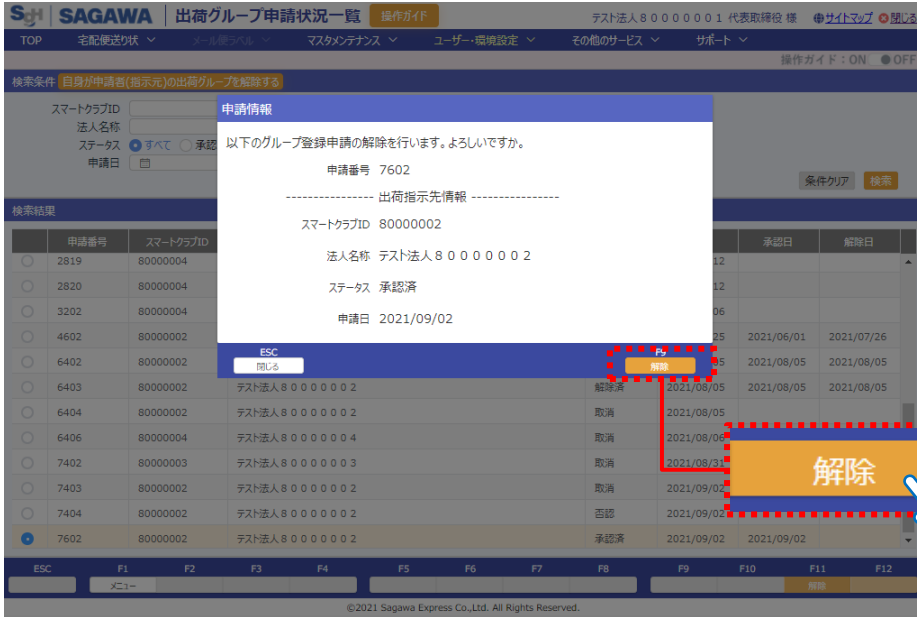 SGH SAGAWA 出荷グループ申請状況一覧 操作ガイド テスト法人８００００００１ 代表取締役 様 サイトマップ 閉じる
TOP 宅配便送り状 メール便ラベル マスタメンテナンス ユーザー・環境設定 その他のサービス サポート
操作ガイド：ON OFF
検索条件 自身が申請者(指示元)の出荷グループを解除する
スマートクラブID
法人名称
ステータス すべて 承認
申請日
条件クリア 検索
検索結果
申請情報
以下のグループ登録申請の解除を行います。よろしいですか。
申請番号 7602
---------------- 出荷指示先情報 ----------------
スマートクラブID 80000002
法人名称 テスト法人８０００００００２
ステータス 承認済
申請日 2021/09/02
ESC F9
閉じる 解除
申請番号 スマートクラブID 承認日 解除日
2819 80000004 12
2820 80000004 12
3202 80000004 06
4602 80000002 25 2021/06/01 2021/07/26
6402 80000002 05 2021/08/05 2021/08/05
6403 80000002 テスト法人８０００００００２ 解除済 2021/08/05 2021/08/05 2021/08/05
6404 80000002 テスト法人８０００００００２ 取消 2021/08/05
6406 80000004 テスト法人８０００００００４ 取消 2021/08/06
7402 80000003 テスト法人８０００００００３ 取消 2021/08/31
7403 80000002 テスト法人８０００００００２ 取消 2021/09/02
7404 80000002 テスト法人８０００００００２ 否認 2021/09/02
7602 80000002 テスト法人８０００００００２ 承認済 2021/09/02 2021/09/02
解除
ESC F1 F2 F3 F4 F5 F6 F7 F8 F9 F10 F11 F12
メニュー 解除
©2021 Sagawa Express Co.,Ltd. All Rights Reserved.